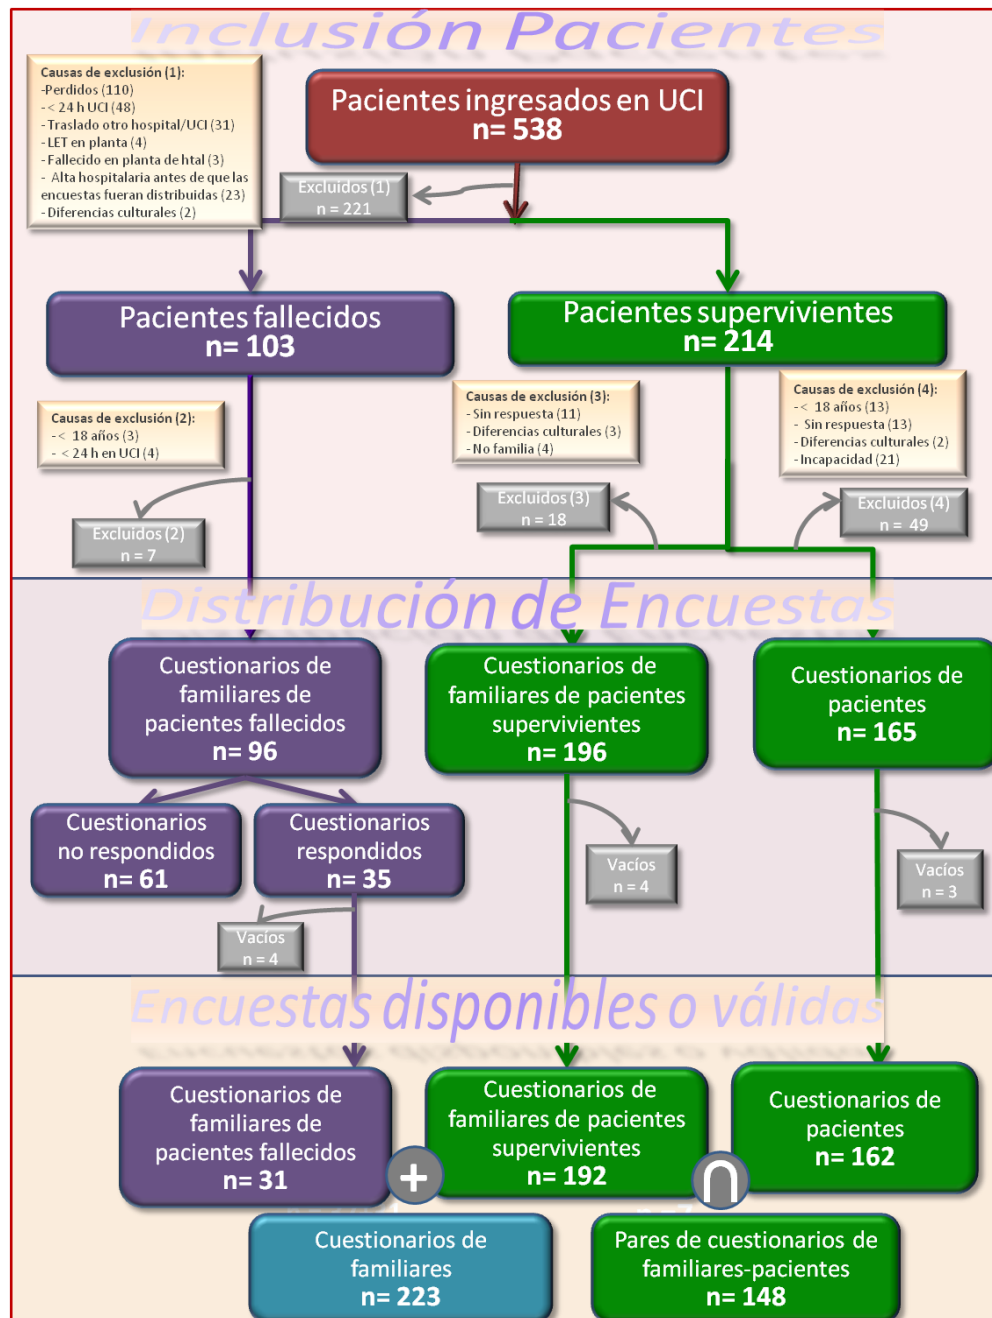 Inclusión Pacientes
Causas de exclusión (1):
-Perdidos (110)
-< 24 h UCI (48)
-Traslado otro hospital/UCI (31)
-LET en planta (4)
-Fallecido en planta de htal (3)
- Alta hospitalaria antes de que las
encuestas fueran distribuidas (23)
-Diferencias culturales (2)
Pacientes ingresados en UCI
n= 538
Excluidos (1)
n = 221
Pacientes fallecidos
n= 103
Pacientes supervivientes
n= 214
Causas de exclusión (2):
-< 18 años (3)
-< 24 h en UCI (4)
Excluidos (2)
n = 7
Causas de exclusión (3):
-Sin respuesta (11)
-Diferencias culturales (3)
-No familia (4)
Excluidos (3)
n = 18
Causas de exclusión (4):
-< 18 años (13)
- Sin respuesta (13)
-Diferencias culturales (2)
-Incapacidad (21)
Excluidos (4)
n = 49
Distribución de Encuestas
Cuestionarios de
familiares de
pacientes fallecidos
n= 96
Cuestionarios de
familiares de pacientes
supervivientes
n= 196
Cuestionarios de
pacientes
n= 165
Cuestionarios
no respondidos
n= 61
Cuestionarios
respondidos
n= 35
Vacíos
n = 4
Vacíos
n = 4
Vacíos
n = 3
Encuestas disponibles o válidas
Cuestionarios de
familiares de
pacientes fallecidos
n= 31
+
Cuestionarios de
familiares de pacientes
supervivientes
n= 192
∩
Cuestionarios de
pacientes
n= 162
Cuestionarios de
familiares
n= 223
Pares de cuestionarios de
familiares-pacientes
n= 148